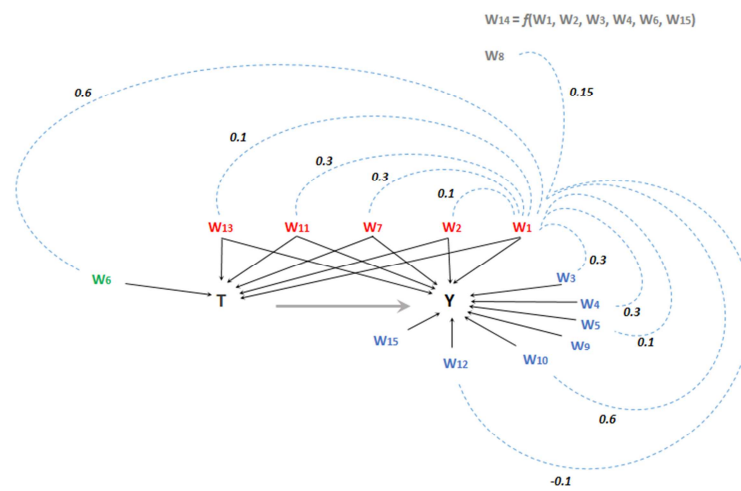 W14 = f(W1, W2, W3, W4, W6, W15)
W8
0.6
0.15
0.1
0.3
0.3
0.1
W13
W11
W7
W2
W1
0.3
W3
W6
T
Y
W4
0.3
W5
0.1
W15
W9
W12
W10
0.6
-0.1